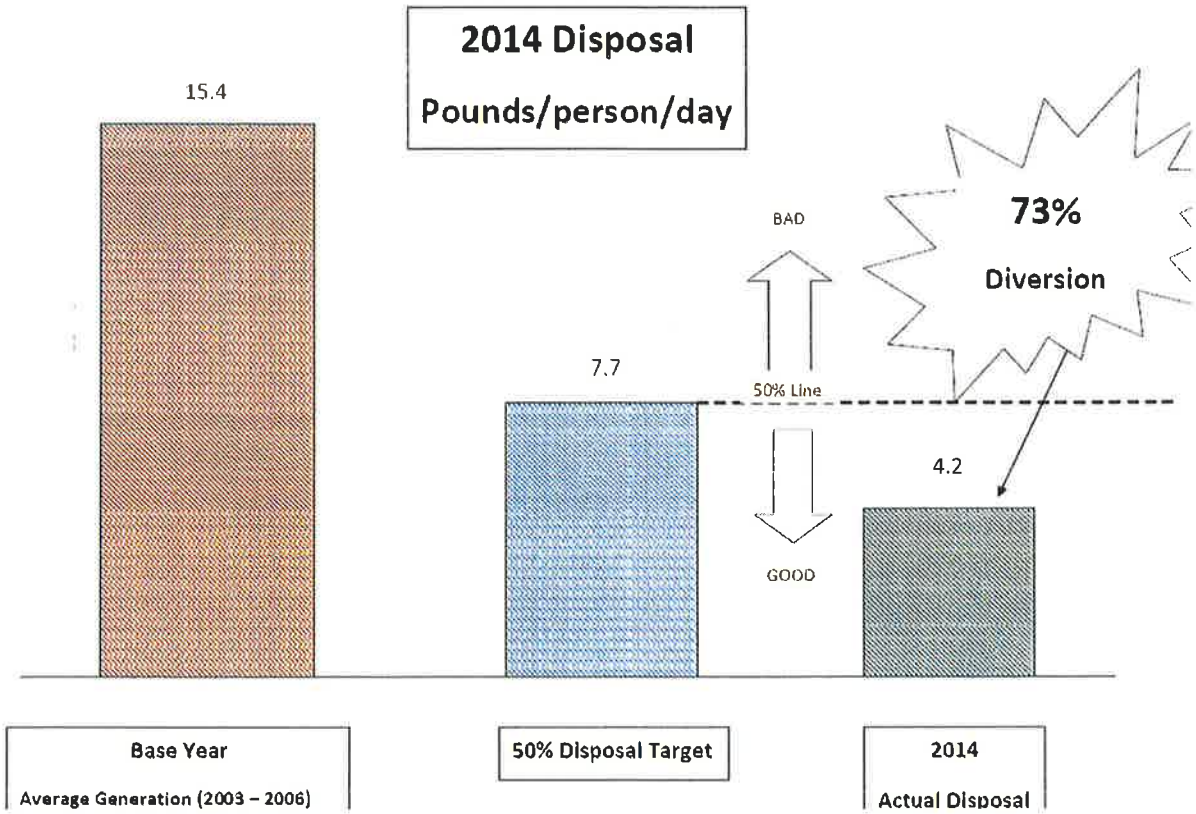 2014 Disposal
Pounds/person/day
15.4
BAD
73%
Diversion
7.7
50% Line
4.2
GOOD
Base Year
Average Generation (2003 – 2006)
50% Disposal Target
2014
Actual Disposal